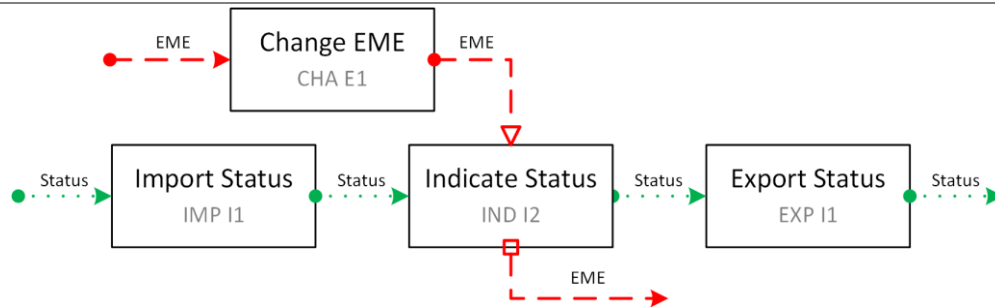 EME
Change EME
CHA E1
EME
Status
Import Status
IMP I1
Status
Indicate Status
IND I2
Status
Export Status
EXP I1
Status
EME